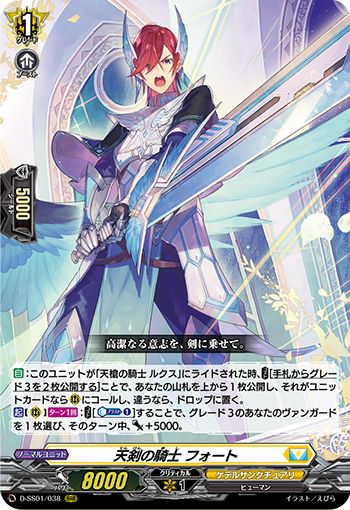 1
グレード
ブースト
5000
シールド
高潔なる意志を、剣に乗せて。
自:このユニットが「天槍の騎士 ルクス」にライドされた時、【手札からグレード3を2枚公開する】ことで、あなたの山札を上から1枚公開し、それがユニットカードなら(R)にコールし、違うなら、ドロップに置く。
起【(R)】【ターン1回】:【(SB)1】することで、グレード3のあなたのヴァンガードを1枚選び、そのターン中、+5000。
ノーマルユニット
天剣の騎士 フォート
パワー
8000
クリティカル
1
ケテルサンクチュアリ
ヒューマン
D-SS01/038 RRR
イラスト/えびら